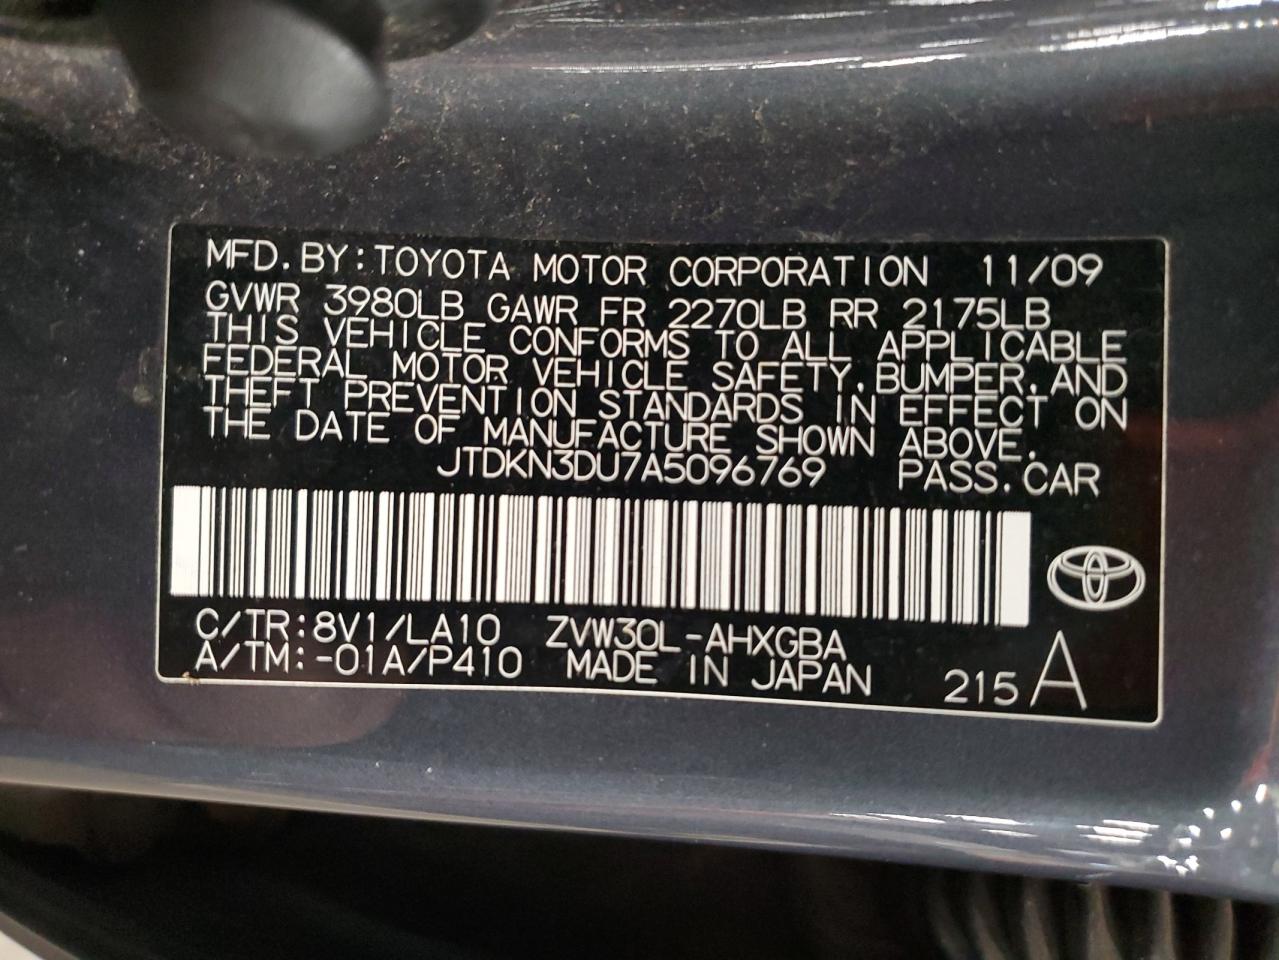 MFD. BY: TOYOTA MOTOR CORPORATION 11/09
GVWR 3980LB GAWR FR 2270LB RR 2175LB
THIS VEHICLE CONFORMS TO ALL APPLICABLE
FEDERAL MOTOR VEHICLE SAFETY, BUMPER, AND
THEFT PREVENTION STANDARDS IN EFFECT ON
THE DATE OF MANUFACTURE SHOWN ABOVE.
JTDKN3DU7A5096769 PASS. CAR
C/TR:8V1/LA10 ZVW30L-AHXGBA
A/TM:-01A/P410 MADE IN JAPAN 215 A